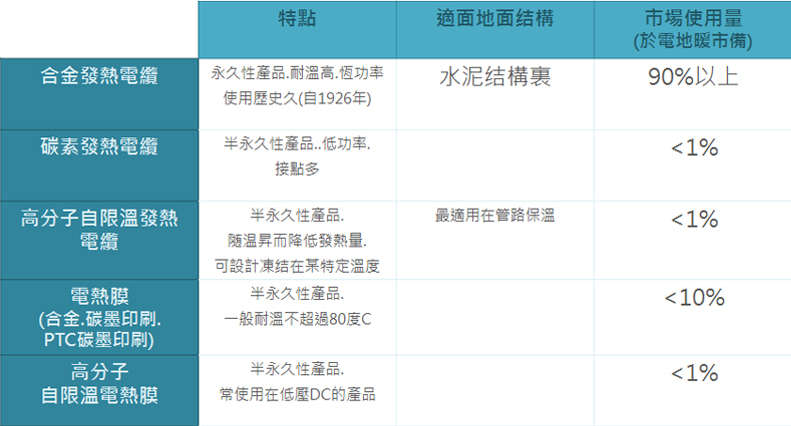 特點
適面地面结構
市場使用量
(於電地暖市備)
合金發熱電纜
永久性產品.耐溫高.恆功率
使用歷史久(自1926年)
水泥结構裏
90%以上
碳素發熱電纜
半永久性產品..低功率.
接點多
<1%
高分子自限溫發熱
電纜
半永久性產品.
随温昇而降低發熱量.
可設計凍结在某特定溫度
最適用在管路保溫
<1%
電熱膜
(合金.碳墨印刷.
PTC碳墨印刷)
半永久性產品.
一般耐溫不超過80度C
<10%
高分子
自限溫電熱膜
半永久性產品.
常使用在低壓DC的產品
<1%